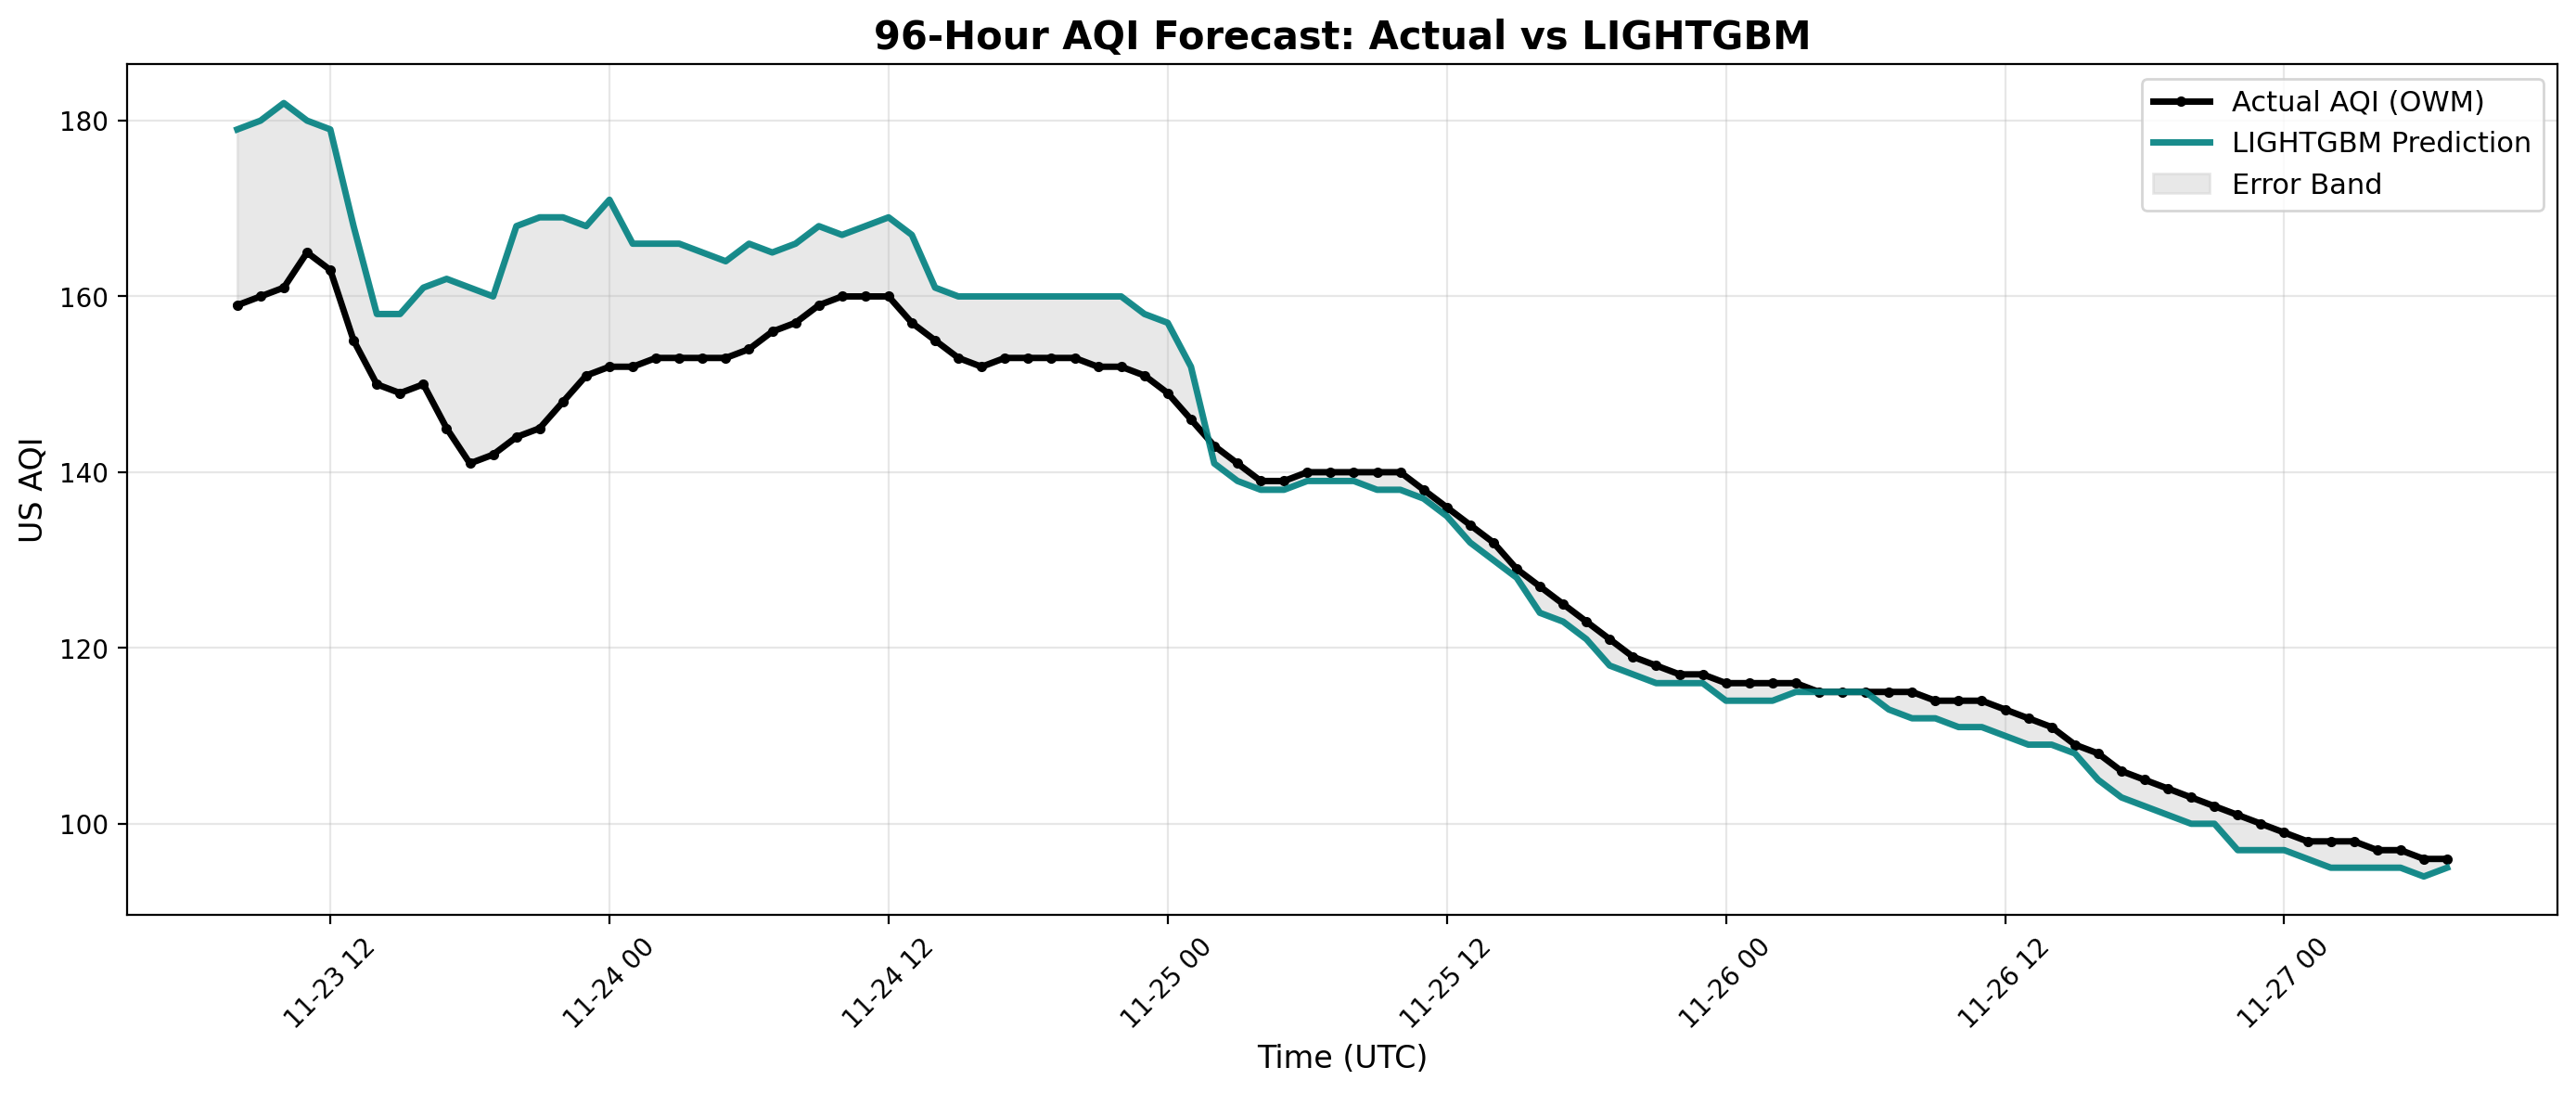 96-Hour AQI Forecast: Actual vs LIGHTGBM
Actual AQI (OWM)
LIGHTGBM Prediction
Error Band
US AQI
180
160
140
120
100
11-23 12
11-24 00
11-24 12
11-25 00
11-25 12
11-26 00
11-26 12
11-27 00
Time (UTC)